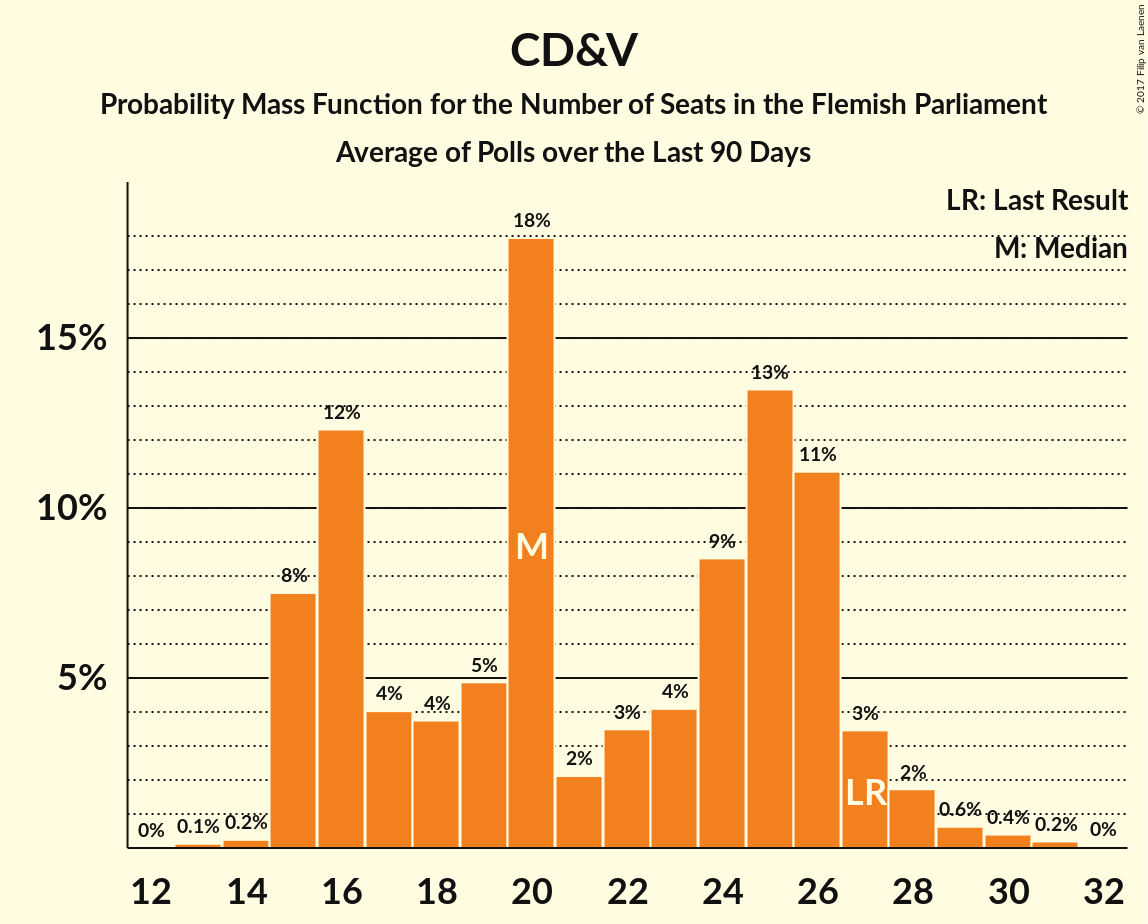 © 2017 Filip van Laenen
CD&V
Probability Mass Function for the Number of Seats in the Flemish Parliament
Average of Polls over the Last 90 Days
LR: Last Result
M: Median
15%
10%
5%
0%
0.1%
0.2%
8%
12%
4%
4%
5%
18%
2%
3%
4%
9%
13%
11%
3%
2%
0.6%
0.4%
0.2%
0%
M
LR
12 14 16 18 20 22 24 26 28 30 32